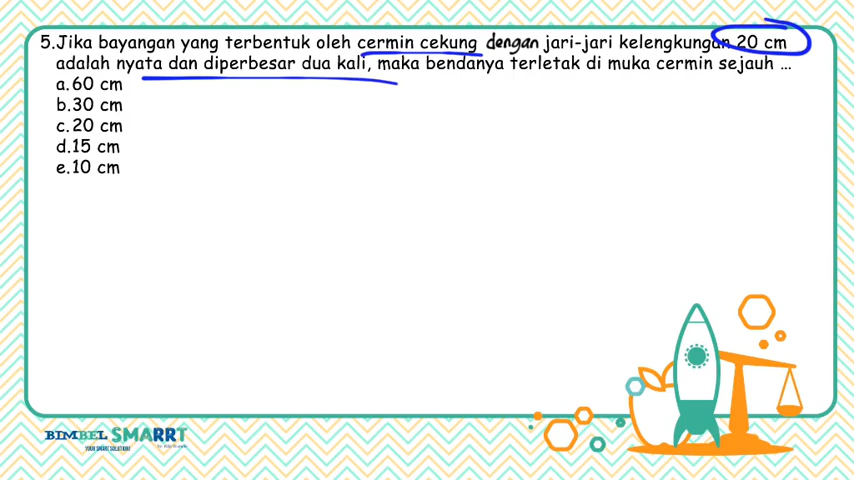 5.Jika bayangan yang terbentuk oleh cermin cekung dengan jari-jari kelengkungan 20 cm
adalah nyata dan diperbesar dua kali, maka bendanya terletak di muka cermin sejauh ...
a.60 cm
b.30 cm
c.20 cm
d.15 cm
e.10 cm
BIMBEL SMARRT
YOUR SMART SOLUTION!